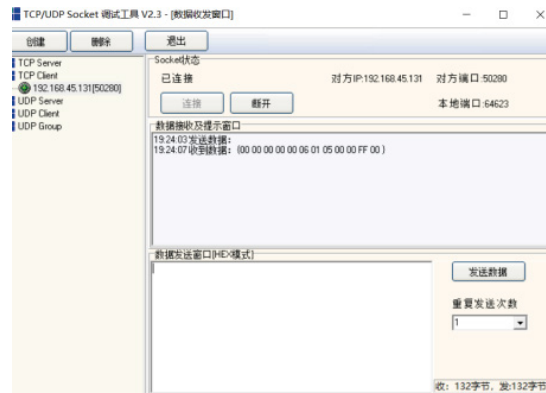 TCP/UDP Socket 调试工具 V2.3 - [数据收发窗口]
创建 删除 退出
TCP Server
TCP Client
192.168.45.131[50280]
UDP Server
UDP Client
UDP Group
Socket状态
已连接 对方IP:192.168.45.131 对方端口:50280
连接 断开 本地端口:64623
数据接收及提示窗口
19:24:03 发送数据:
19:24:07 收到数据: (00 00 00 00 00 06 01 05 00 00 FF 00 )
数据发送窗口[HEX模式]
发送数据
重复发送次数
1
收: 132字节, 发:132字节